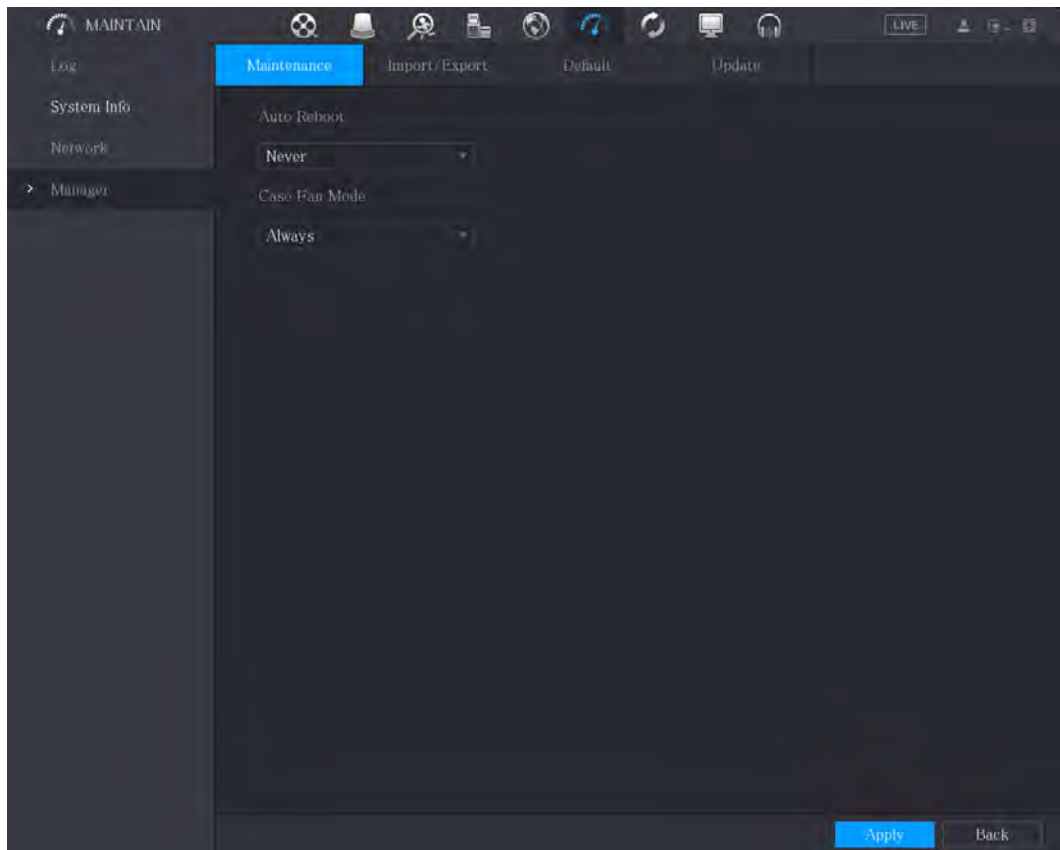 MAINTAIN
LIVE
Log
Maintenance
Import/Export
Default
Update
System Info
Network
Manager
Auto Reboot
Never
Case Fan Mode
Always
Apply
Back